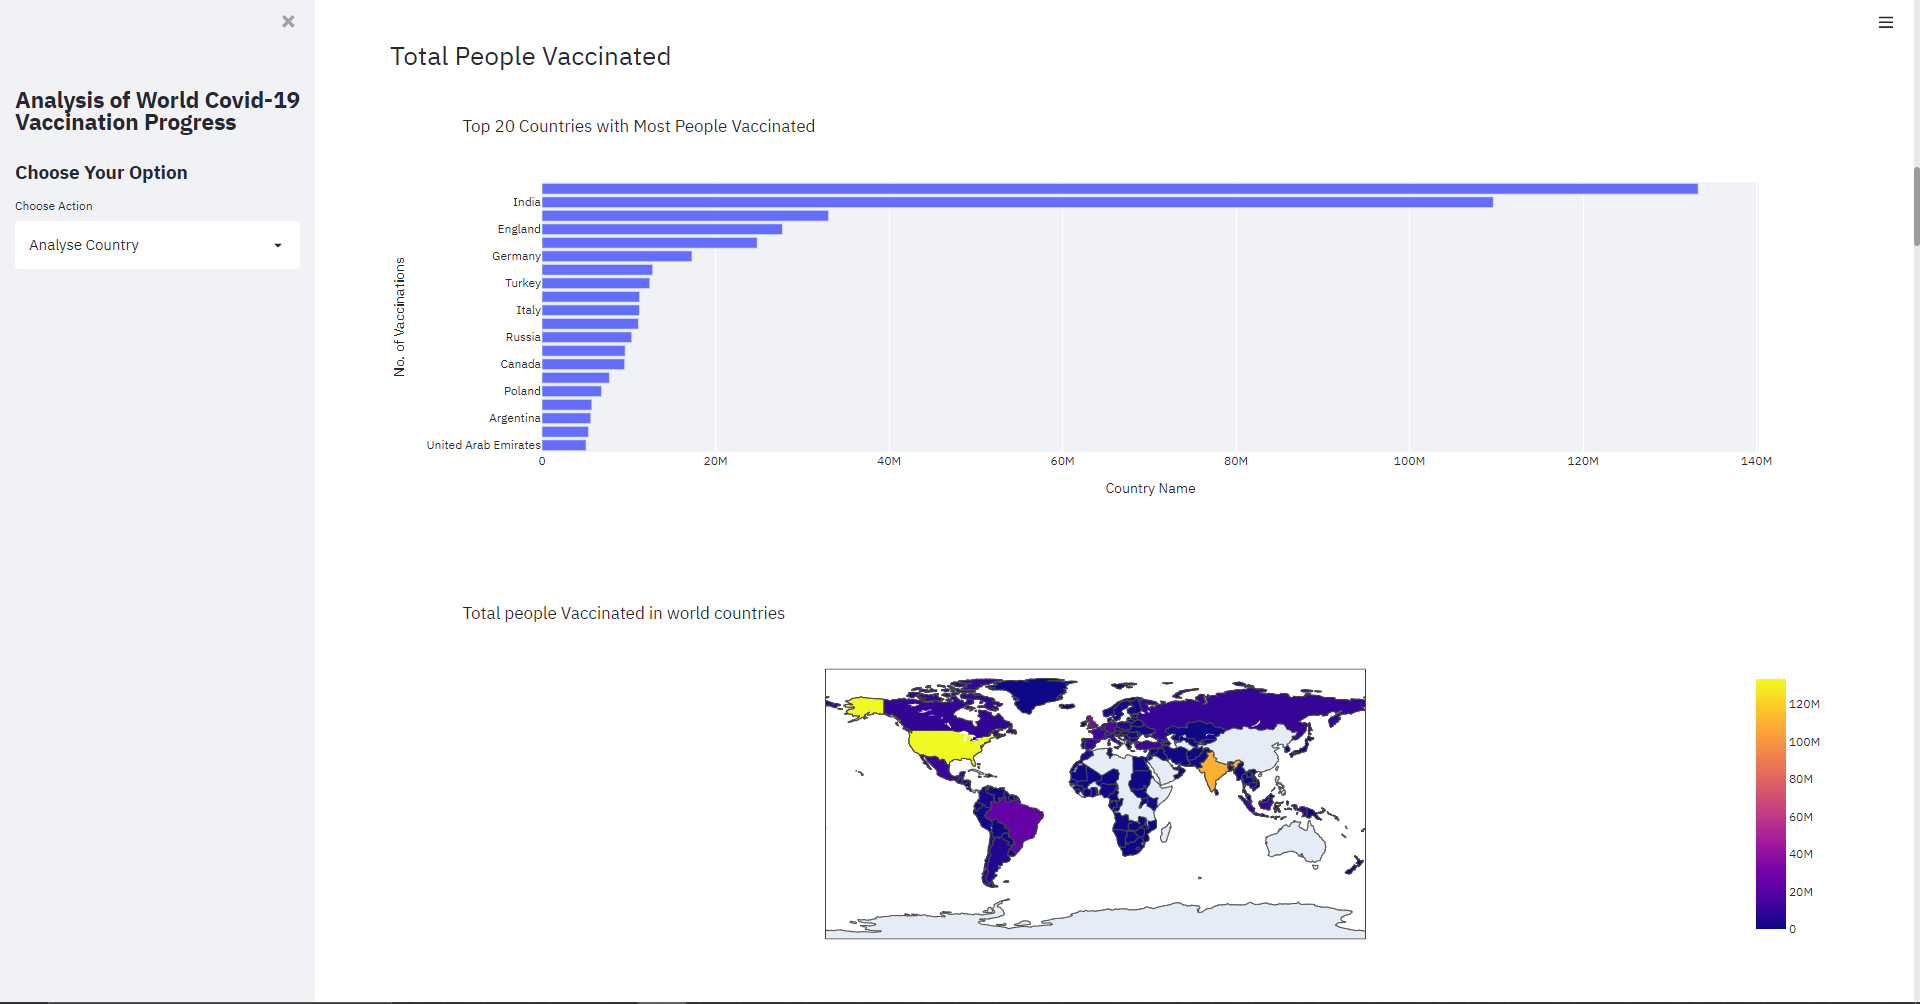 Analysis of World Covid-19
Vaccination Progress
Choose Your Option
Choose Action
Analyse Country
Total People Vaccinated
Top 20 Countries with Most People Vaccinated
No. of Vaccinations
India
England
Germany
Turkey
Italy
Russia
Canada
Poland
Argentina
United Arab Emirates
0 20M 40M 60M 80M 100M 120M 140M
Country Name
Total people Vaccinated in world countries
120M
100M
80M
60M
40M
20M
0